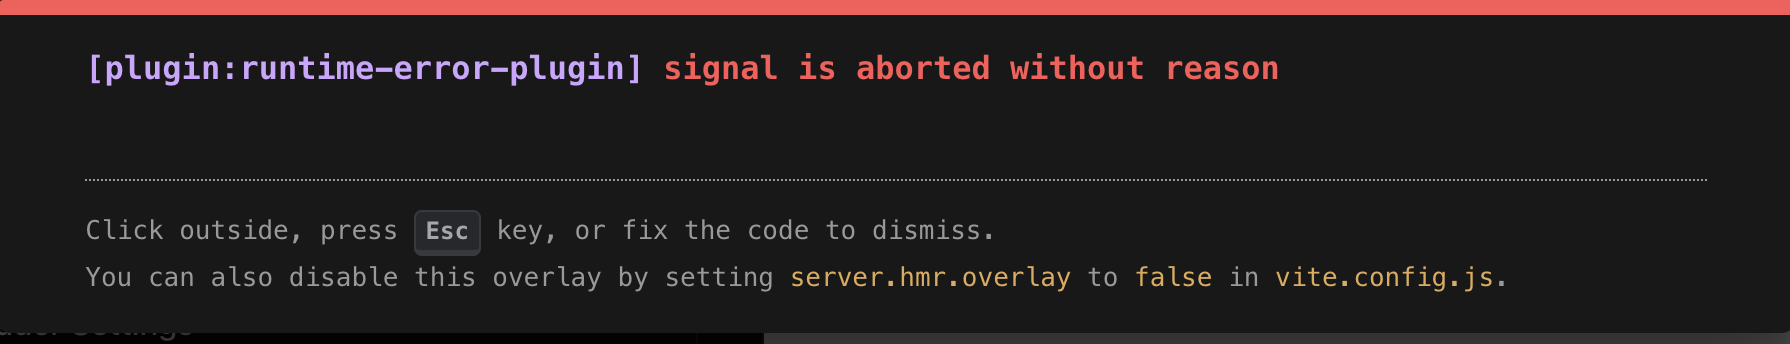 [plugin:runtime-error-plugin] signal is aborted without reason
Click outside, press Esc key, or fix the code to dismiss.
You can also disable this overlay by setting server.hmr.overlay to false in vite.config.js.